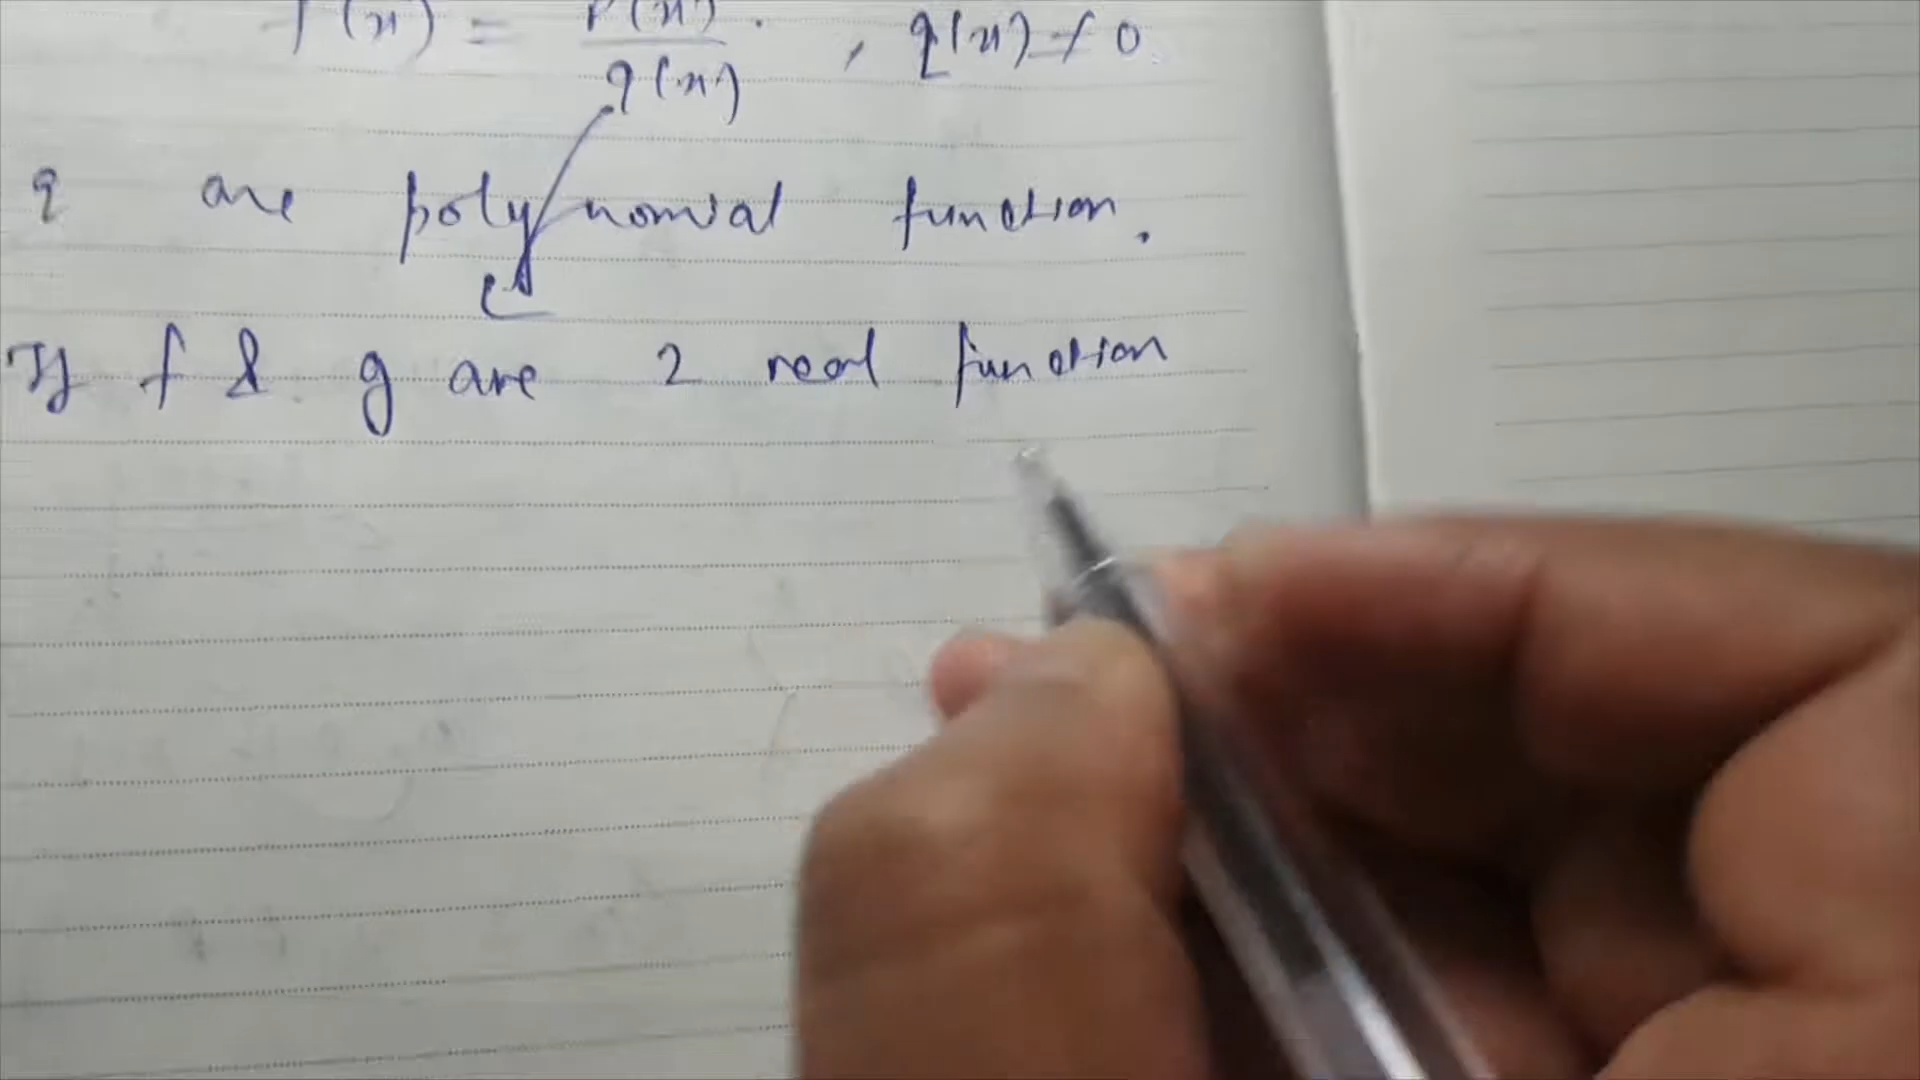 f(x) = p(x) / q(x) , q(x) ≠ 0
q are polynomial function.
If f & g are 2 real function